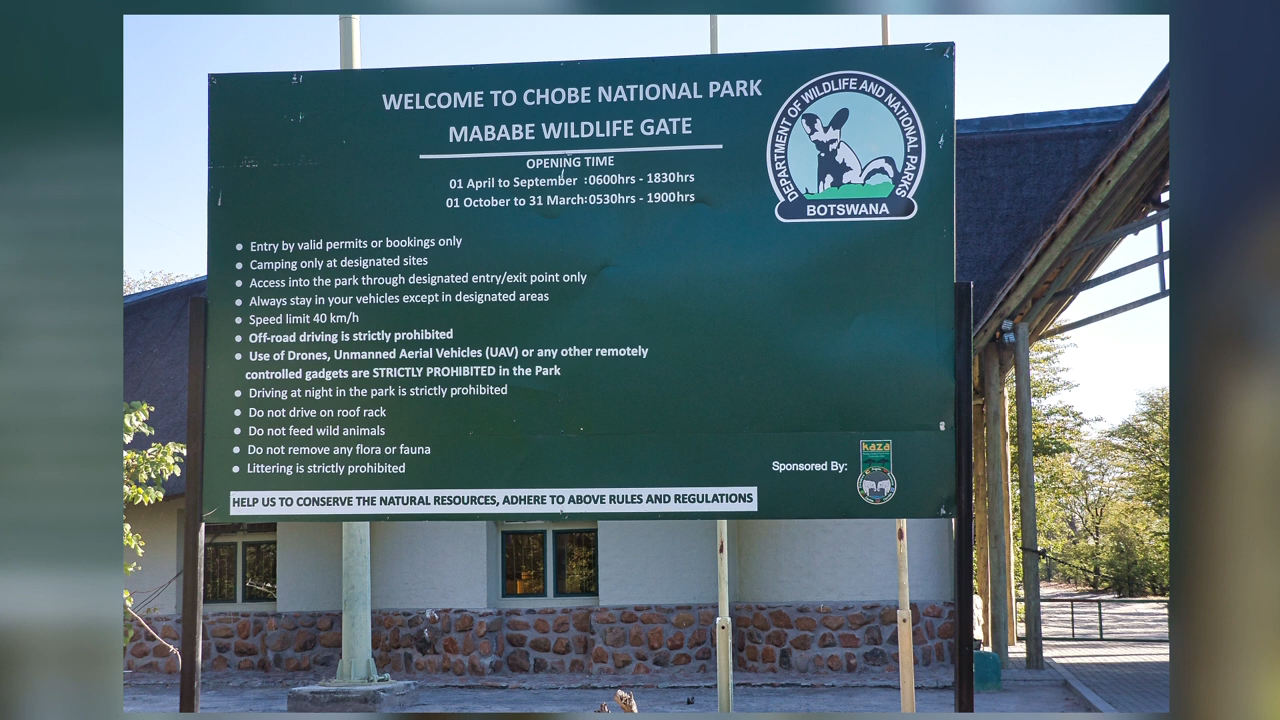 WELCOME TO CHOBE NATIONAL PARK
MABABE WILDLIFE GATE
OPENING TIME
01 April to September :0600hrs - 1830hrs
01 October to 31 March:0530hrs - 1900hrs
DEPARTMENT OF WILDLIFE AND NATIONAL PARKS
BOTSWANA
• Entry by valid permits or bookings only
• Camping only at designated sites
• Access into the park through designated entry/exit point only
• Always stay in your vehicles except in designated areas
• Speed limit 40 km/h
• Off-road driving is strictly prohibited
• Use of Drones, Unmanned Aerial Vehicles (UAV) or any other remotely
controlled gadgets are STRICTLY PROHIBITED in the Park
• Driving at night in the park is strictly prohibited
• Do not drive on roof rack
• Do not feed wild animals
• Do not remove any flora or fauna
• Littering is strictly prohibited
Sponsored By:
kaza
HELP US TO CONSERVE THE NATURAL RESOURCES, ADHERE TO ABOVE RULES AND REGULATIONS